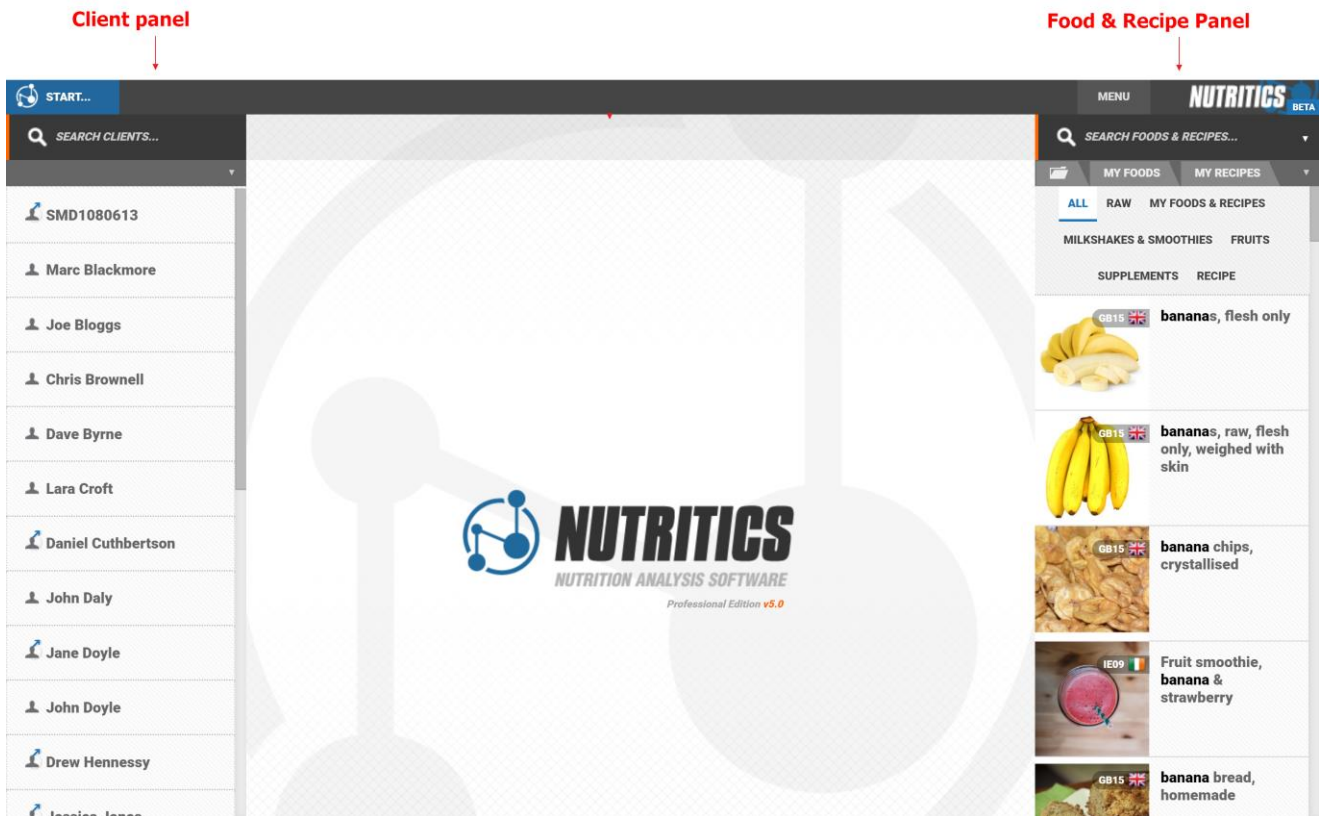 Client panel
Food & Recipe Panel
START...
MENU
NUTRITICS
BETA
SEARCH CLIENTS...
SMD1080613
Marc Blackmore
Joe Bloggs
Chris Brownell
Dave Byrne
Lara Croft
Daniel Cuthbertson
John Daly
Jane Doyle
John Doyle
Drew Hennessy
NUTRITICS
NUTRITION ANALYSIS SOFTWARE
Professional Edition v5.0
SEARCH FOODS & RECIPES...
MY FOODS MY RECIPES
ALL RAW MY FOODS & RECIPES
MILKSHAKES & SMOOTHIES FRUITS
SUPPLEMENTS RECIPE
GB15
bananas, flesh only
GB15
bananas, raw, flesh
only, weighed with
skin
GB15
banana chips,
crystallised
IE09
Fruit smoothie,
banana &
strawberry
GB15
banana bread,
homemade